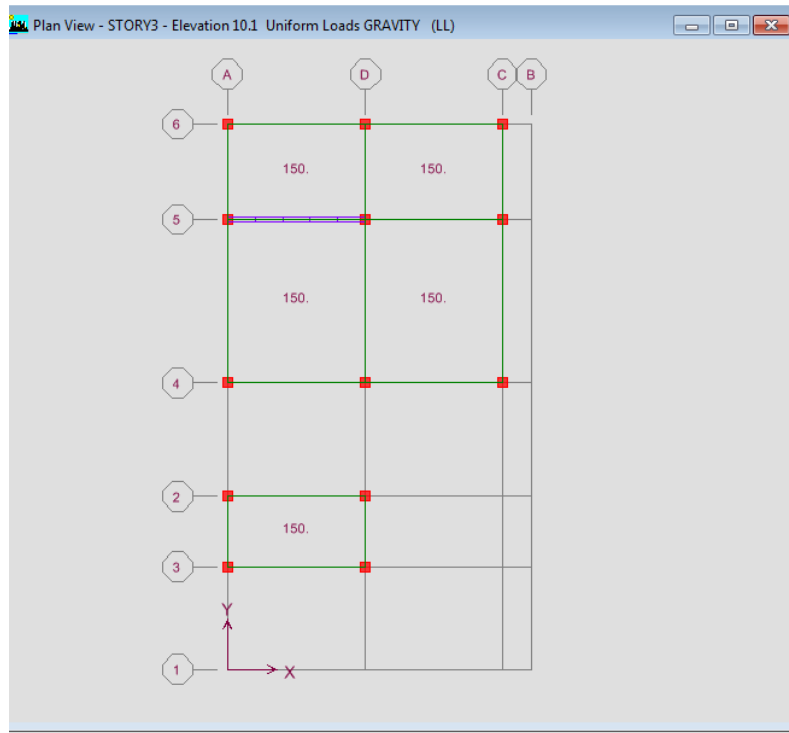 Plan View - STORY3 - Elevation 10.1 Uniform Loads GRAVITY (LL)
A D C B
6
150. 150.
5
150. 150.
4
2
150.
3
Y
1
X